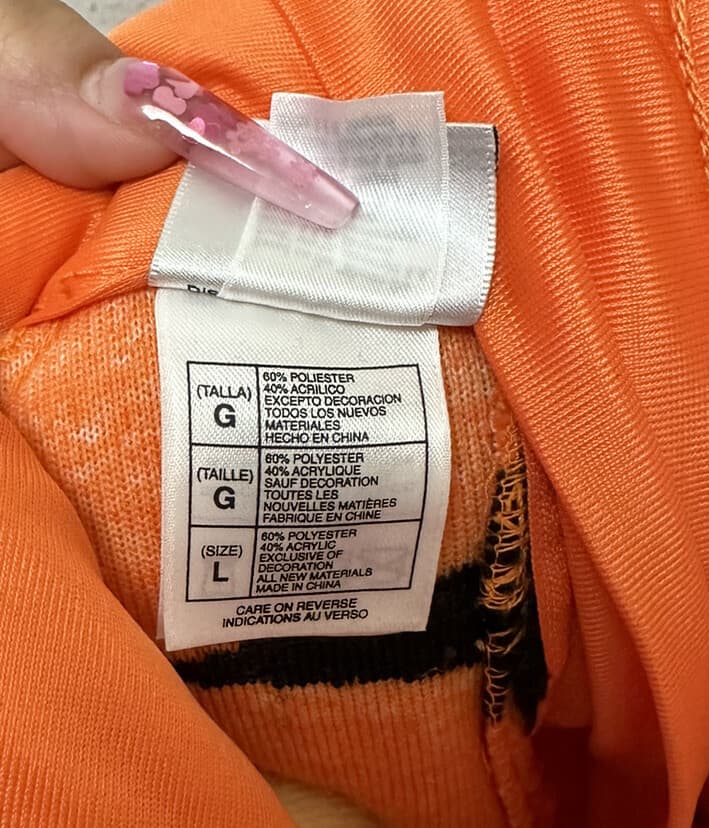 (TALLA)
G
60% POLIESTER
40% ACRILICO
EXCEPTO DECORACION
TODOS LOS NUEVOS
MATERIALES
HECHO EN CHINA
(TAILLE)
G
60% POLYESTER
40% ACRYLIQUE
SAUF DECORATION
TOUTES LES
NOUVELLES MATIÈRES
FABRIQUE EN CHINE
(SIZE)
L
60% POLYESTER
40% ACRYLIC
EXCLUSIVE OF
DECORATION
ALL NEW MATERIALS
MADE IN CHINA
CARE ON REVERSE
INDICATIONS AU VERSO